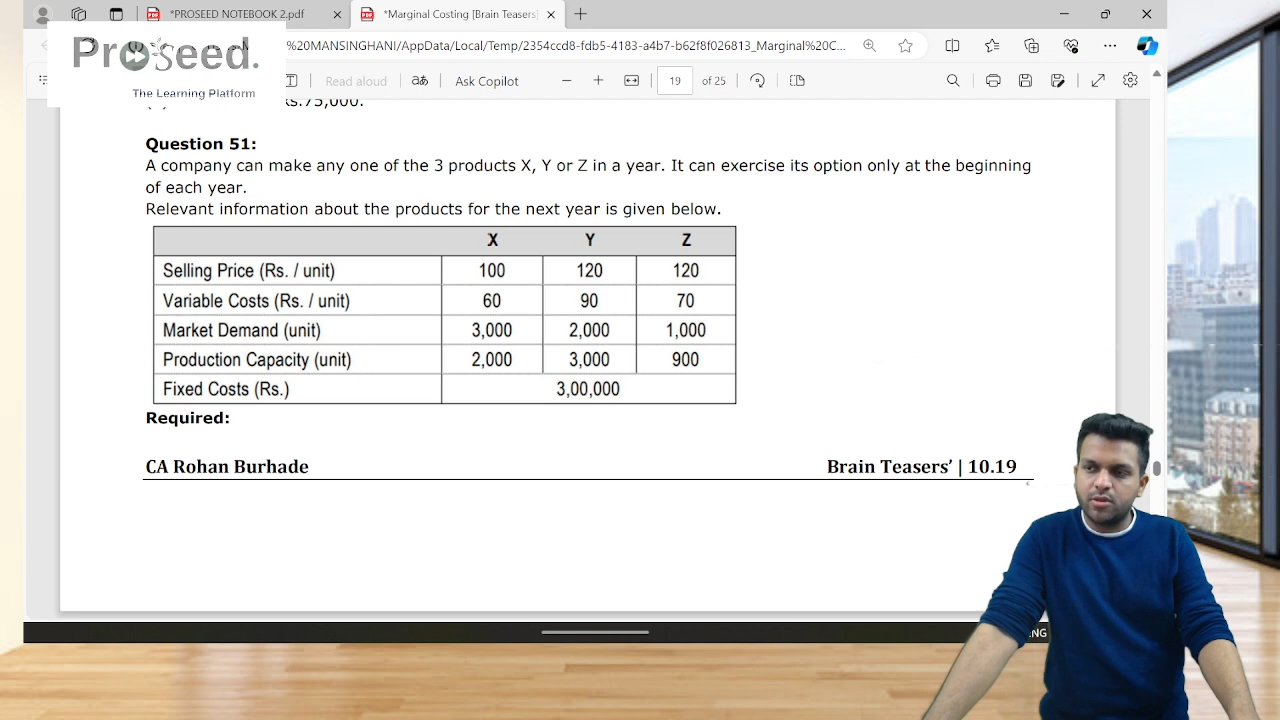 *PROSEED NOTEBOOK 2.pdf
*Marginal Costing [Brain Teasers]
%20MANSINGHANI/AppData/Local/Temp/2354ccd8-fdb5-4183-a4b7-b62f8f026813_Marginal%20C...
Proseed.
The Learning Platform
Read aloud
Ask Copilot
19 of 25
Rs.75,000.
Question 51:
A company can make any one of the 3 products X, Y or Z in a year. It can exercise its option only at the beginning
of each year.
Relevant information about the products for the next year is given below.
X Y Z
Selling Price (Rs. / unit) 100 120 120
Variable Costs (Rs. / unit) 60 90 70
Market Demand (unit) 3,000 2,000 1,000
Production Capacity (unit) 2,000 3,000 900
Fixed Costs (Rs.) 3,00,000
Required:
CA Rohan Burhade Brain Teasers’ | 10.19
ENG